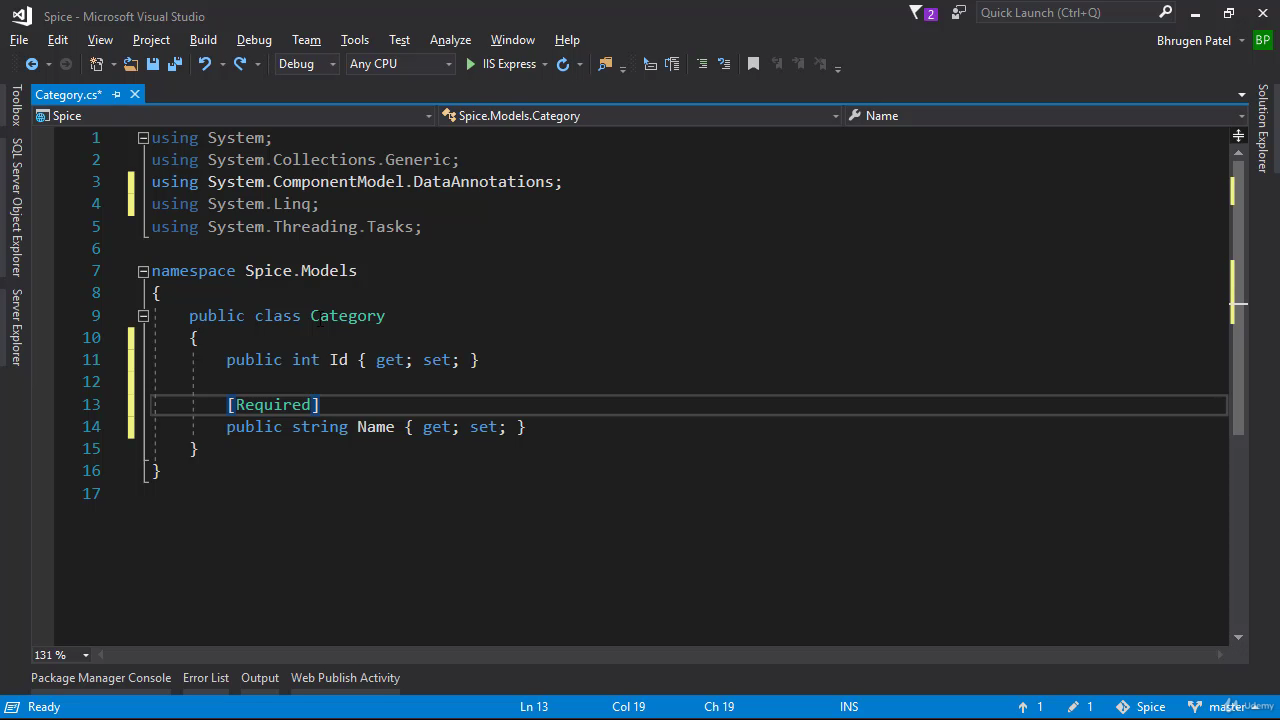 Spice - Microsoft Visual Studio
2
Quick Launch (Ctrl+Q)
File Edit View Project Build Debug Team Tools Test Analyze Window Help
Bhrugen Patel BP
Debug Any CPU IIS Express
Category.cs*
Spice Spice.Models.Category Name
Toolbox
SQL Server Object Explorer
Server Explorer
Solution Explorer
1 using System;
2 using System.Collections.Generic;
3 using System.ComponentModel.DataAnnotations;
4 using System.Linq;
5 using System.Threading.Tasks;
6
7 namespace Spice.Models
8 {
9 public class Category
10 {
11 public int Id { get; set; }
12
13 [Required]
14 public string Name { get; set; }
15 }
16 }
17
131 %
Package Manager Console Error List Output Web Publish Activity
Ready Ln 13 Col 19 Ch 19 INS 1 1 Spice master
Udemy